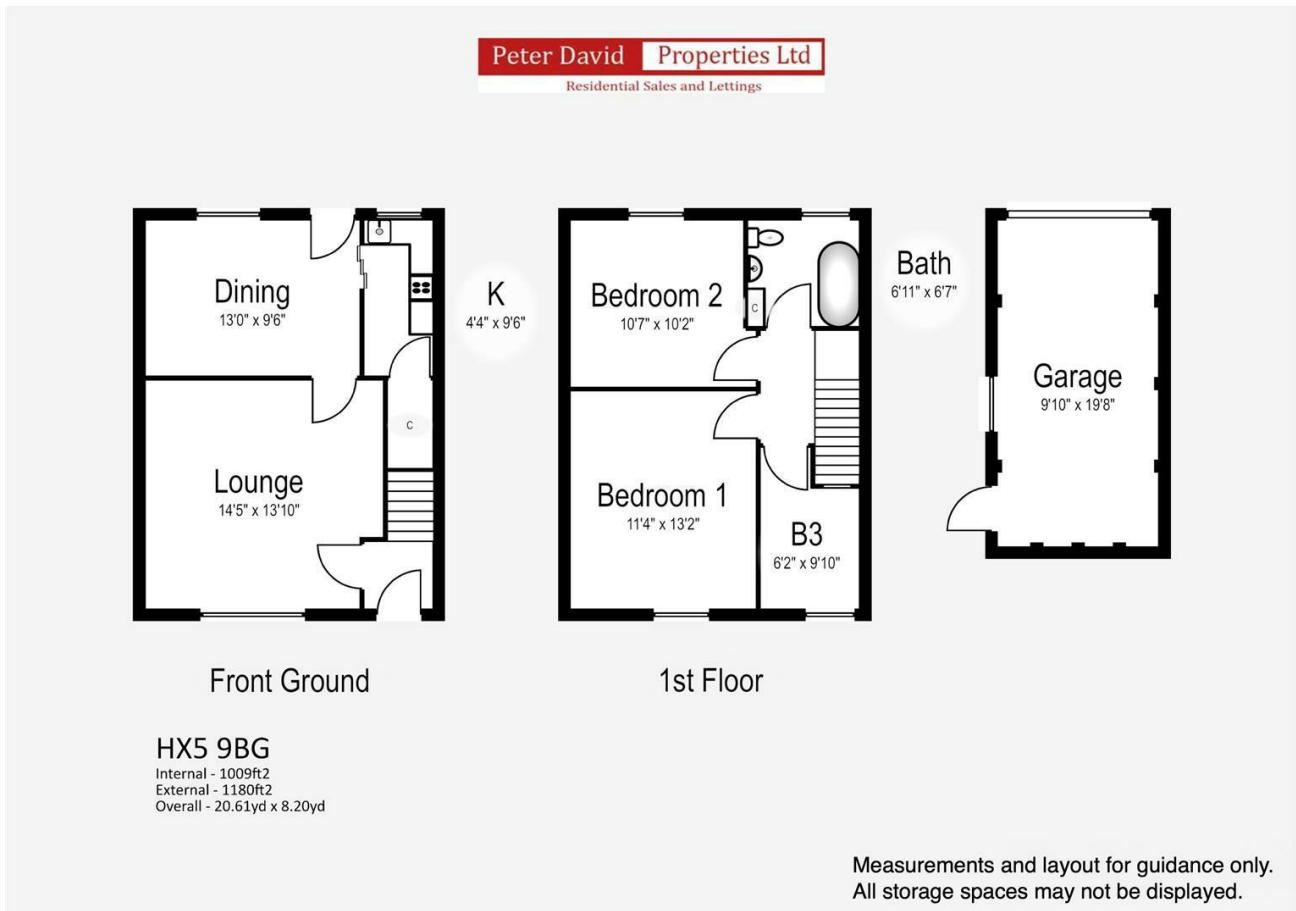 Peter David Properties Ltd
Residential Sales and Lettings
Dining
13'0" x 9'6"
K
4'4" x 9'6"
C
Lounge
14'5" x 13'10"
Front Ground
Bedroom 2
10'7" x 10'2"
C
Bath
6'11" x 6'7"
Bedroom 1
11'4" x 13'2"
B3
6'2" x 9'10"
1st Floor
Garage
9'10" x 19'8"
HX5 9BG
Internal - 1009ft2
External - 1180ft2
Overall - 20.61yd x 8.20yd
Measurements and layout for guidance only.
All storage spaces may not be displayed.